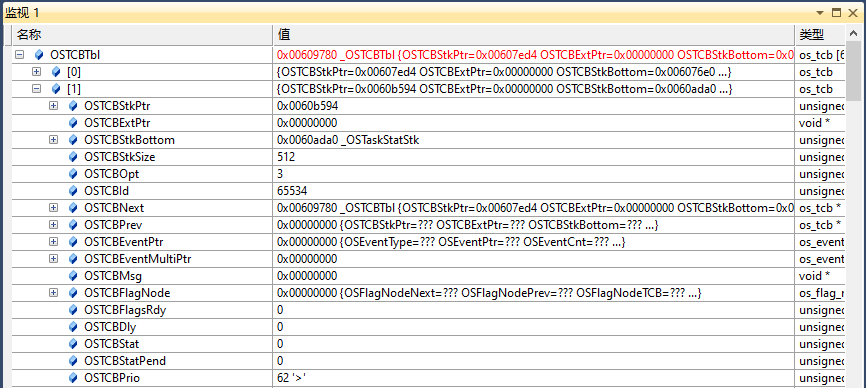 监视 1
名称 值 类型
OSTCBTbl 0x00609780 _OSTCBTbl {OSTCBStkPtr=0x00607ed4 OSTCBExtPtr=0x00000000 OSTCBStkBottom=0x0 os_tcb [6
[0] {OSTCBStkPtr=0x00607ed4 OSTCBExtPtr=0x00000000 OSTCBStkBottom=0x006076e0 ...} os_tcb
[1] {OSTCBStkPtr=0x0060b594 OSTCBExtPtr=0x00000000 OSTCBStkBottom=0x0060ada0 ...} os_tcb
OSTCBStkPtr 0x0060b594 unsigned
OSTCBExtPtr 0x00000000 void *
OSTCBStkBottom 0x0060ada0 _OSTaskStatStk unsigned
OSTCBStkSize 512 unsigned
OSTCBOpt 3 unsigned
OSTCBId 65534 unsigned
OSTCBNext 0x00609780 _OSTCBTbl {OSTCBStkPtr=0x00607ed4 OSTCBExtPtr=0x00000000 OSTCBStkBottom=0x0 os_tcb *
OSTCBPrev 0x00000000 {OSTCBStkPtr=??? OSTCBExtPtr=??? OSTCBStkBottom=??? ...} os_tcb *
OSTCBEventPtr 0x00000000 {OSEventType=??? OSEventPtr=??? OSEventCnt=??? ...} os_event
OSTCBEventMultiPtr 0x00000000 os_event
OSTCBMsg 0x00000000 void *
OSTCBFlagNode 0x00000000 {OSFlagNodeNext=??? OSFlagNodePrev=??? OSFlagNodeTCB=??? ...} os_flag_n
OSTCBFlagsRdy 0 unsigned
OSTCBDly 0 unsigned
OSTCBStat 0 unsigned
OSTCBStatPend 0 unsigned
OSTCBPrio 62 '>' unsigned